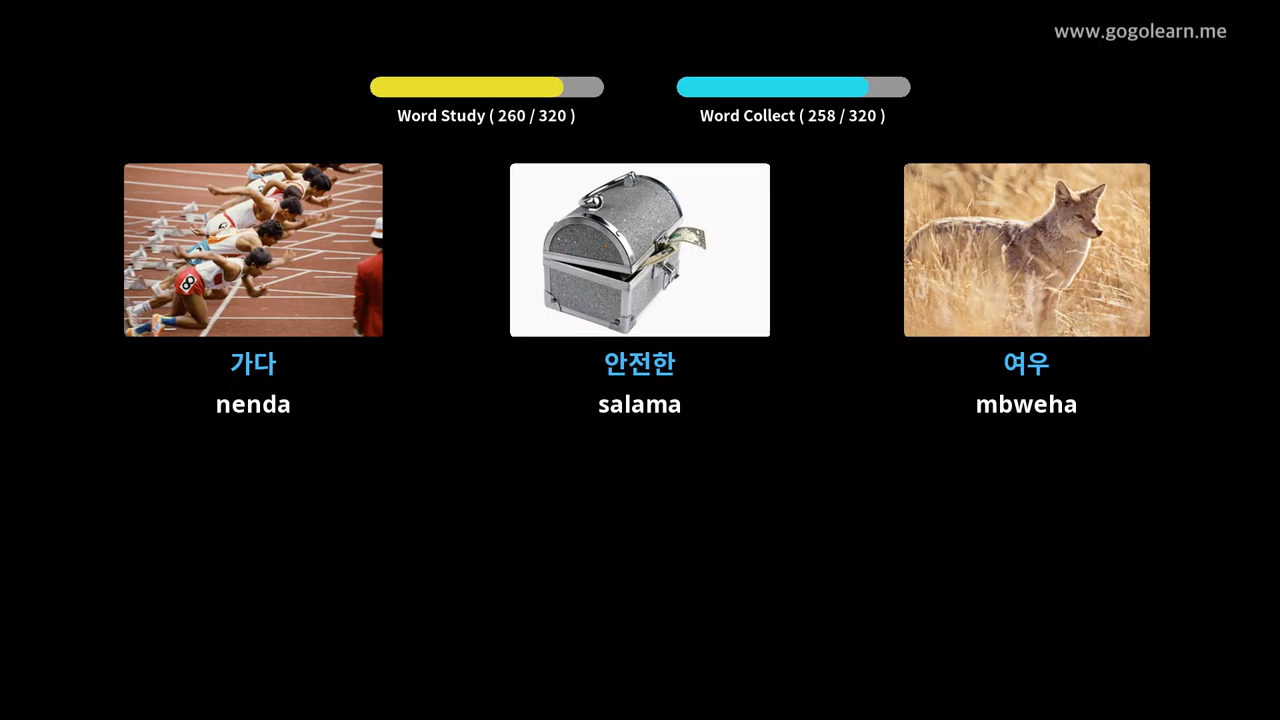 www.gogolearn.me
Word Study ( 260 / 320 )
Word Collect ( 258 / 320 )
8
가다
안전한
여우
nenda
salama
mbweha